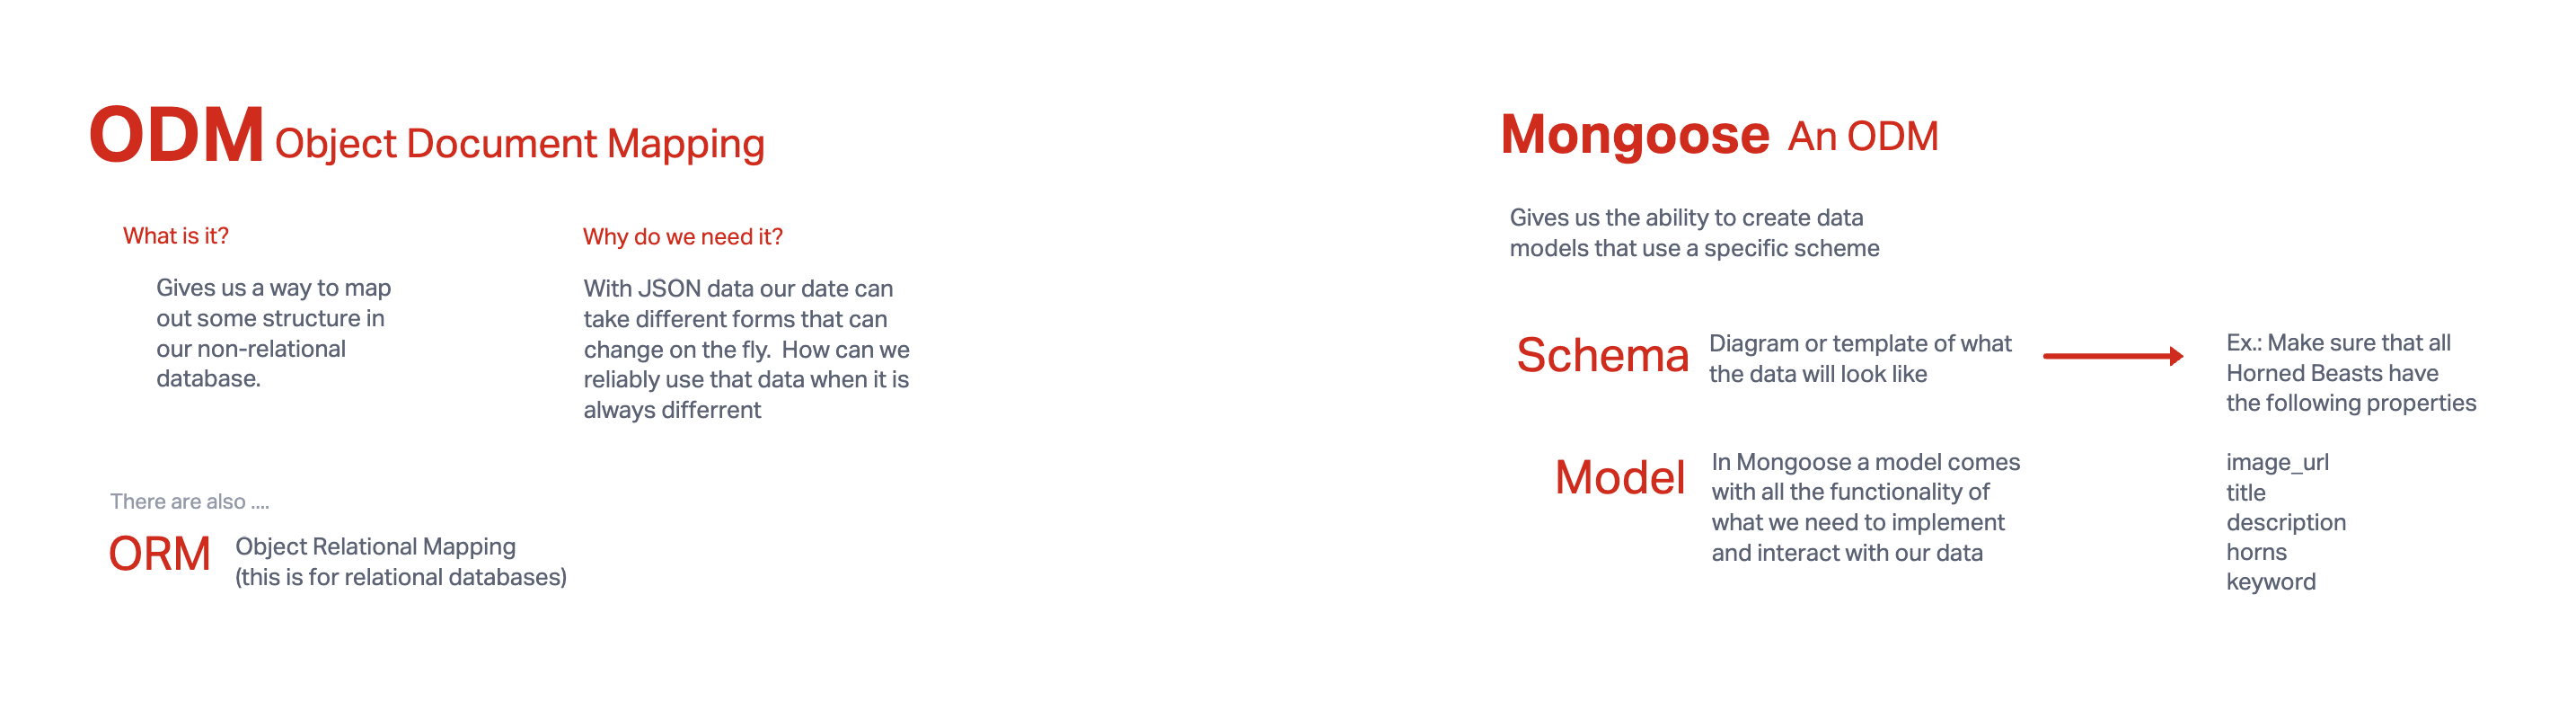 ODM Object Document Mapping
What is it?
Gives us a way to map
out some structure in
our non-relational
database.
Why do we need it?
With JSON data our date can
take different forms that can
change on the fly.  How can we
reliably use that data when it is
always differrent
There are also ....
ORM
Object Relational Mapping
(this is for relational databases)
Mongoose An ODM
Gives us the ability to create data
models that use a specific scheme
Schema
Diagram or template of what
the data will look like
Model
In Mongoose a model comes
with all the functionality of
what we need to implement
and interact with our data
Ex.: Make sure that all
Horned Beasts have
the following properties
image_url
title
description
horns
keyword